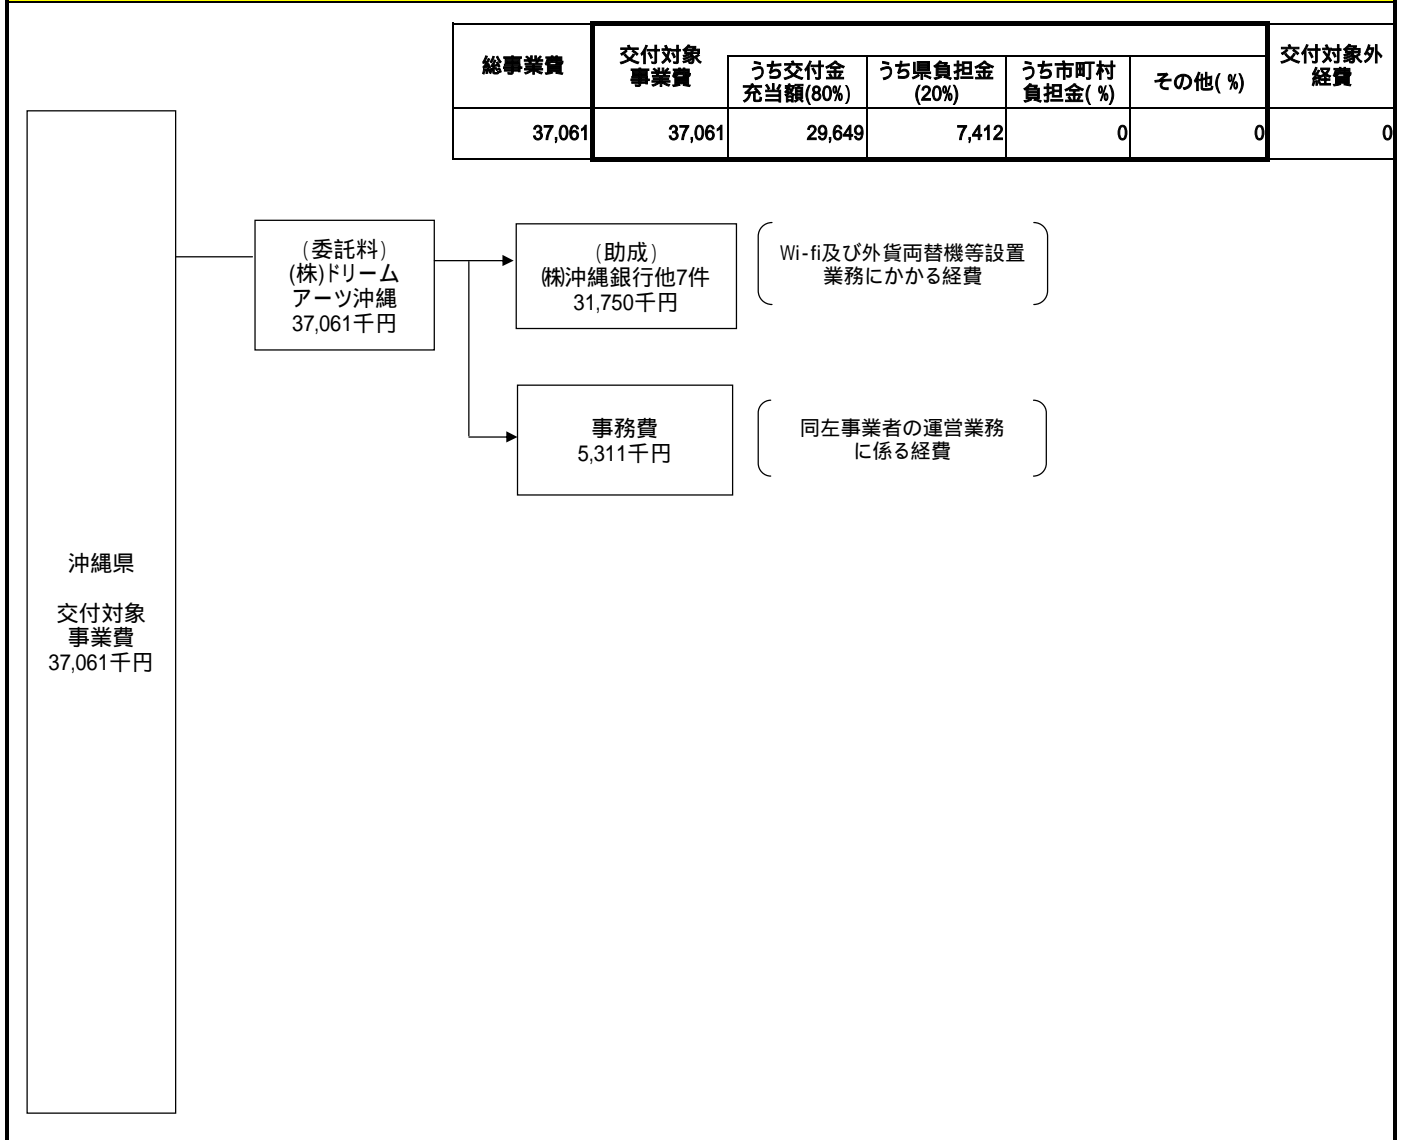 総事業費
交付対象
事業費
うち交付金
充当額(80%)
うち県負担金
(20%)
うち市町村
負担金( %)
その他( %)
交付対象外
経費
37,061
37,061
29,649
7,412
0
0
0
(委託料)
(株)ドリーム
アーツ沖縄
37,061千円
(助成)
㈱沖縄銀行他7件
31,750千円
Wi-fi及び外貨両替機等設置
業務にかかる経費
事務費
5,311千円
同左事業者の運営業務
に係る経費
沖縄県
交付対象
事業費
37,061千円